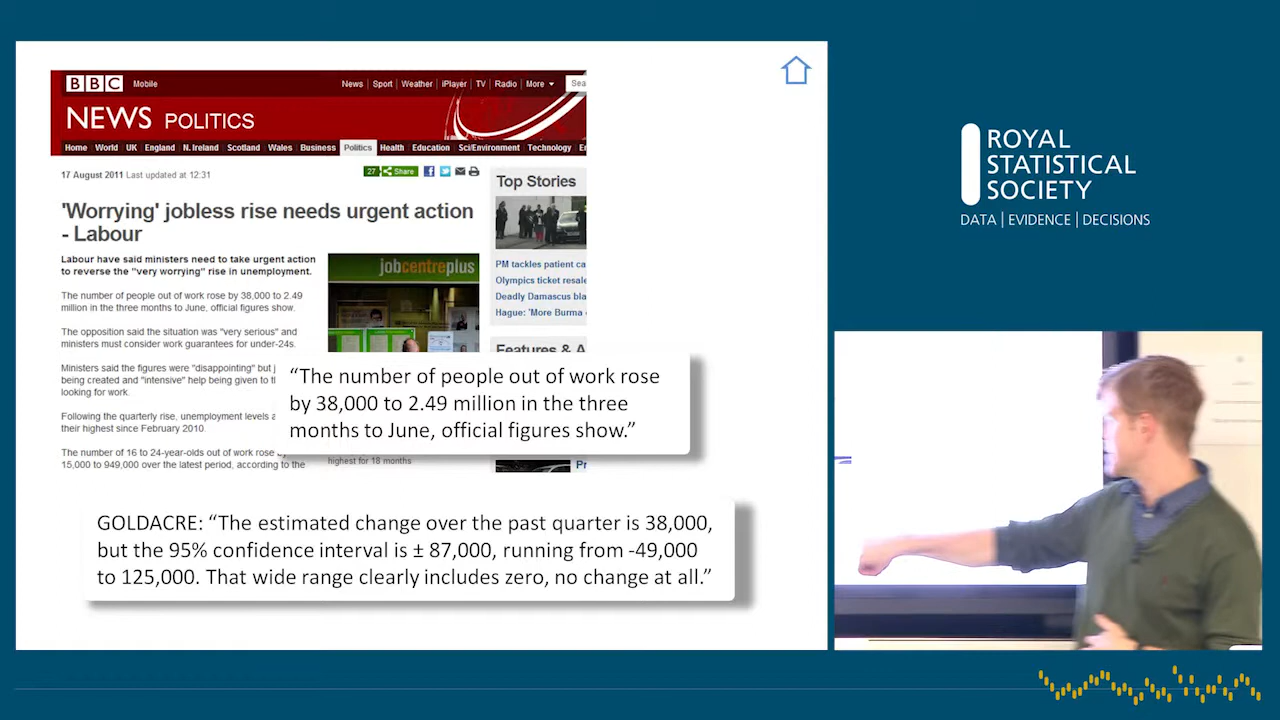 BBC Mobile News Sport Weather iPlayer TV Radio More
NEWS POLITICS
Home World UK England N. Ireland Scotland Wales Business Politics Health Education Sci/Environment Technology
17 August 2011 Last updated at 12:31
27 Share
'Worrying' jobless rise needs urgent action
- Labour
Labour have said ministers need to take urgent action
to reverse the "very worrying" rise in unemployment.
The number of people out of work rose by 38,000 to 2.49
million in the three months to June, official figures show.
The opposition said the situation was "very serious" and
ministers must consider work guarantees for under-24s.
Ministers said the figures were "disappointing" but
being created and "intensive" help being given to
looking for work.
Following the quarterly rise, unemployment levels
their highest since February 2010.
The number of 16 to 24-year-olds out of work rose
15,000 to 949,000 over the latest period, according to the
jobcentreplus
highest for 18 months
Top Stories
PM tackles patient
Olympics ticket
Deadly Damascus
Hague: 'More Burma
Features &
“The number of people out of work rose
by 38,000 to 2.49 million in the three
months to June, official figures show.”
GOLDACRE: “The estimated change over the past quarter is 38,000,
but the 95% confidence interval is ± 87,000, running from -49,000
to 125,000. That wide range clearly includes zero, no change at all.”
ROYAL
STATISTICAL
SOCIETY
DATA | EVIDENCE | DECISIONS